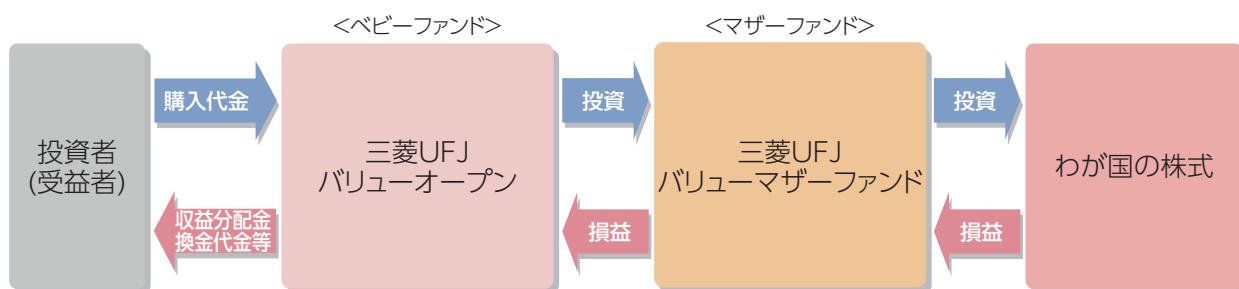 <ベビーファンド>
<マザーファンド>
投資者
(受益者)
購入代金
収益分配金
換金代金等
三菱UFJ
バリューオープン
投資
損益
三菱UFJ
バリューマザーファンド
投資
損益
わが国の株式